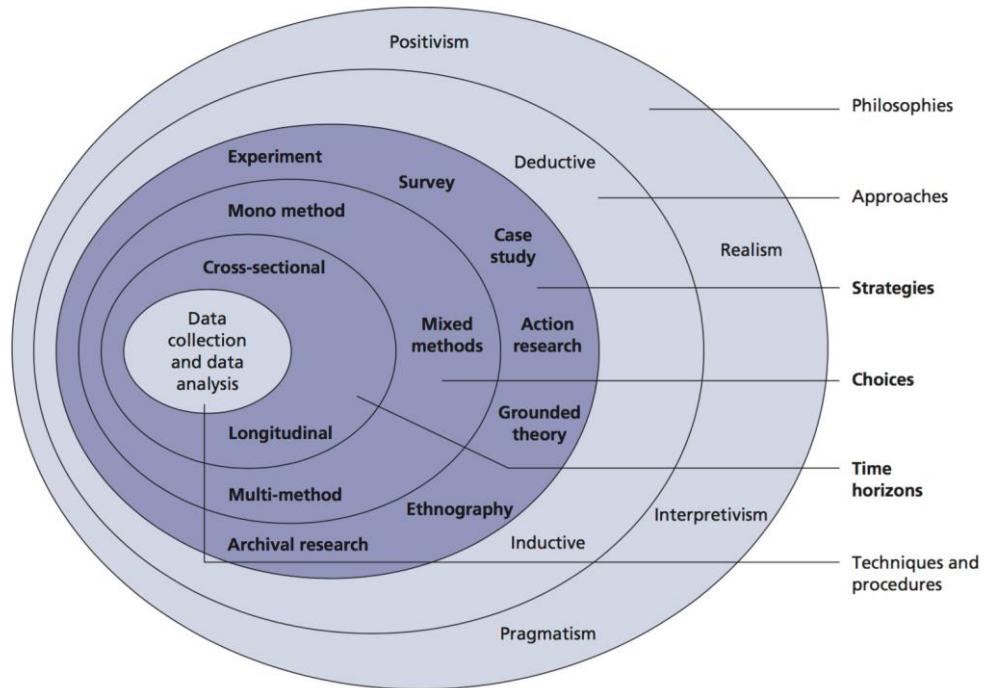 Positivism
Philosophies
Experiment
Deductive
Survey
Approaches
Mono method
Case
study
Realism
Cross-sectional
Strategies
Data
collection
and data
analysis
Mixed
methods
Action
research
Choices
Grounded
theory
Longitudinal
Time
horizons
Multi-method
Ethnography
Interpretivism
Archival research
Inductive
Techniques and
procedures
Pragmatism